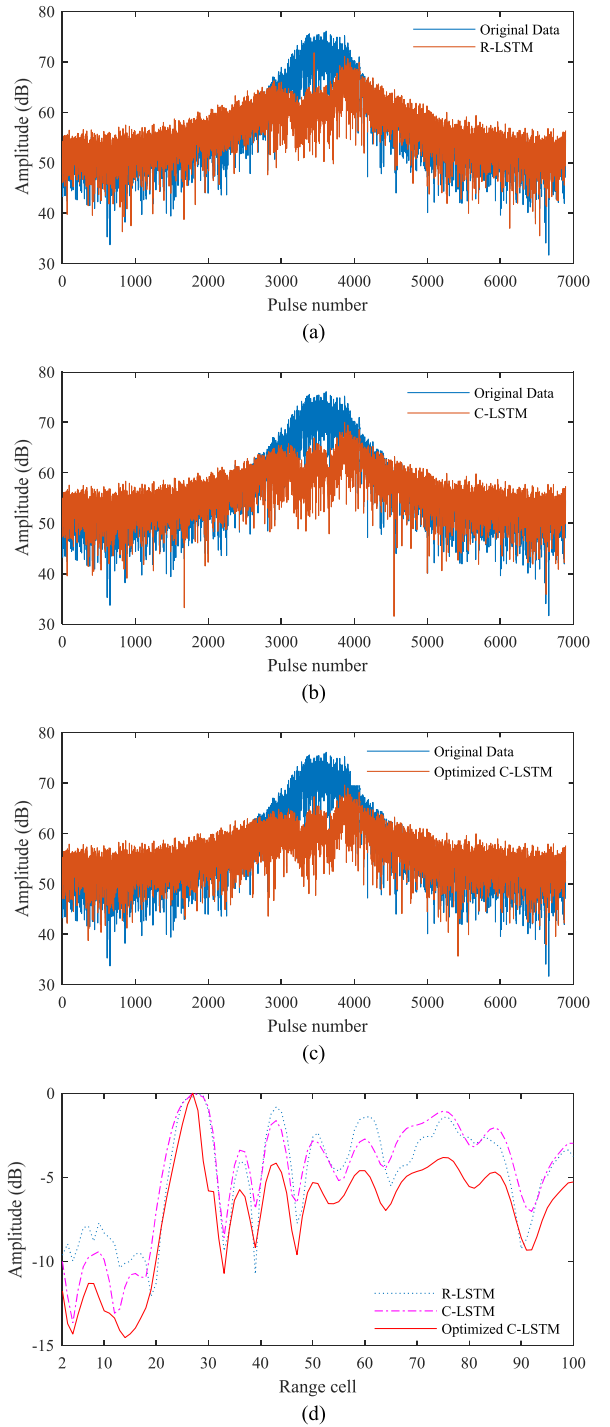 80
70
60
50
40
30
Amplitude (dB)
Original Data
R-LSTM
0 1000 2000 3000 4000 5000 6000 7000
Pulse number
(a)
80
70
60
50
40
30
Amplitude (dB)
Original Data
C-LSTM
0 1000 2000 3000 4000 5000 6000 7000
Pulse number
(b)
80
70
60
50
40
30
Amplitude (dB)
Original Data
Optimized C-LSTM
0 1000 2000 3000 4000 5000 6000 7000
Pulse number
(c)
0
-5
-10
-15
Amplitude (dB)
R-LSTM
C-LSTM
Optimized C-LSTM
2 10 20 30 40 50 60 70 80 90 100
Range cell
(d)